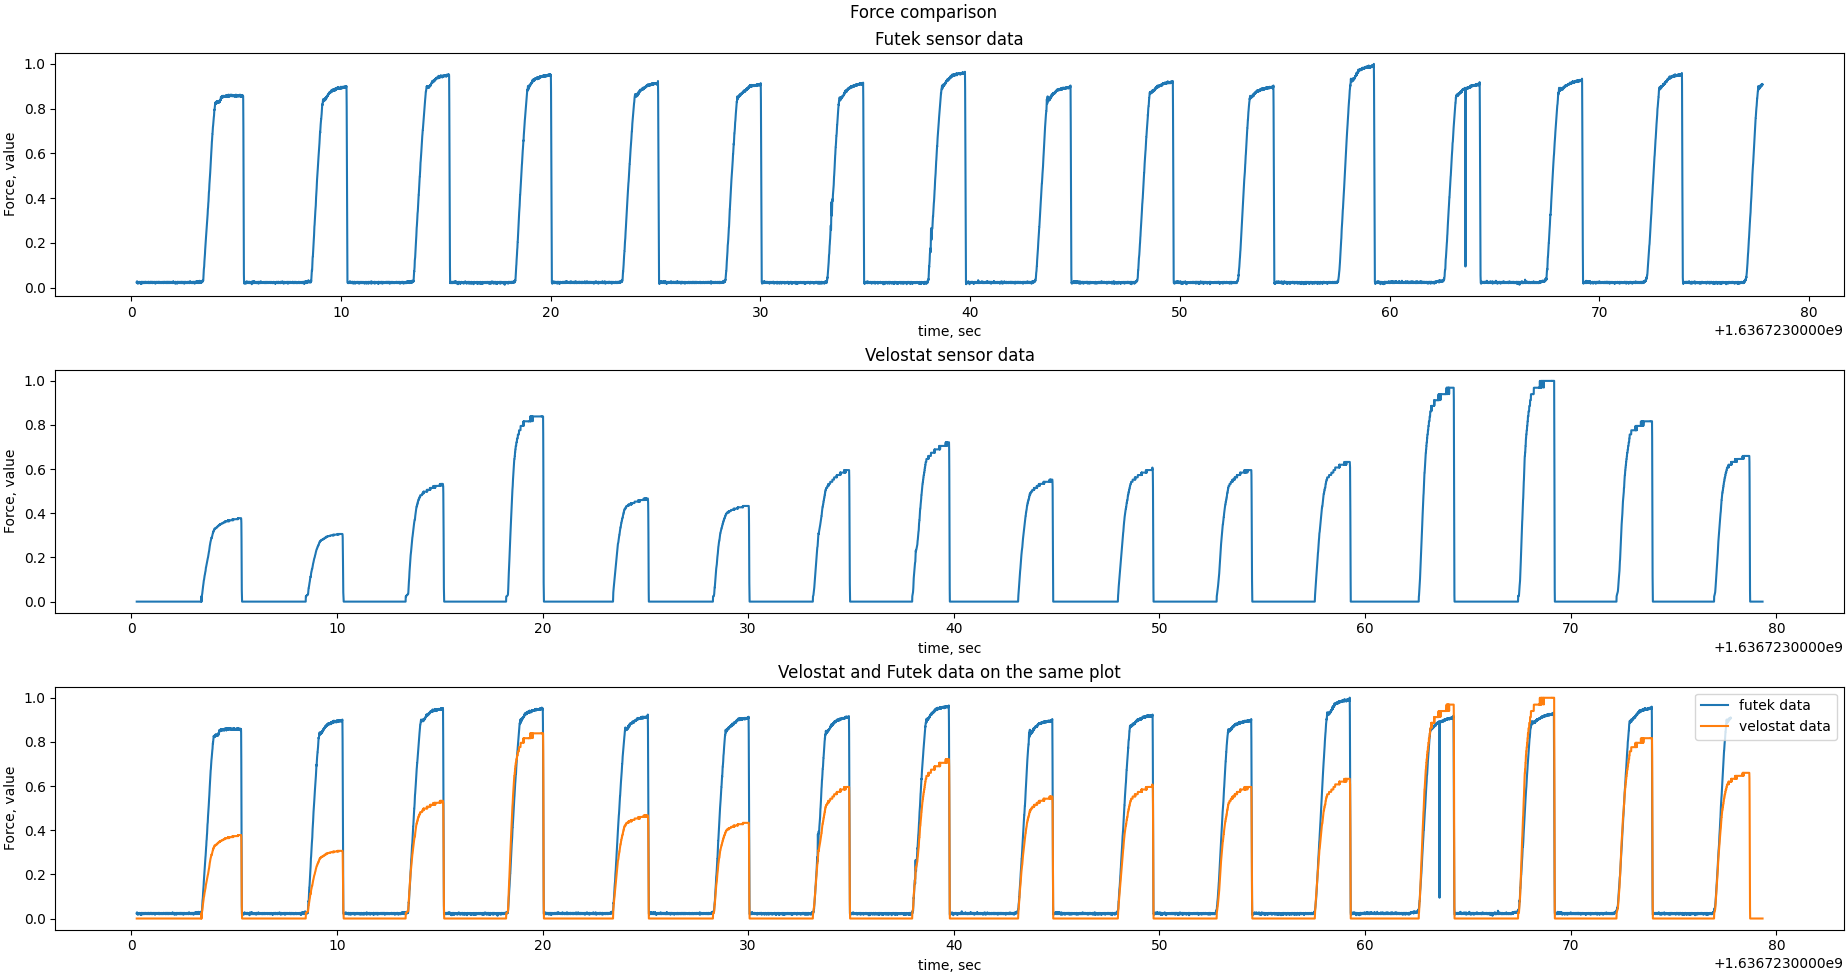 Force comparison
Futek sensor data
Force, value
1.0
0.8
0.6
0.4
0.2
0.0
0 10 20 30 40 50 60 70 80
time, sec
+1.6367230000e9
Velostat sensor data
Force, value
1.0
0.8
0.6
0.4
0.2
0.0
0 10 20 30 40 50 60 70 80
time, sec
+1.6367230000e9
Velostat and Futek data on the same plot
Force, value
1.0
0.8
0.6
0.4
0.2
0.0
futek data
velostat data
0 10 20 30 40 50 60 70 80
time, sec
+1.6367230000e9